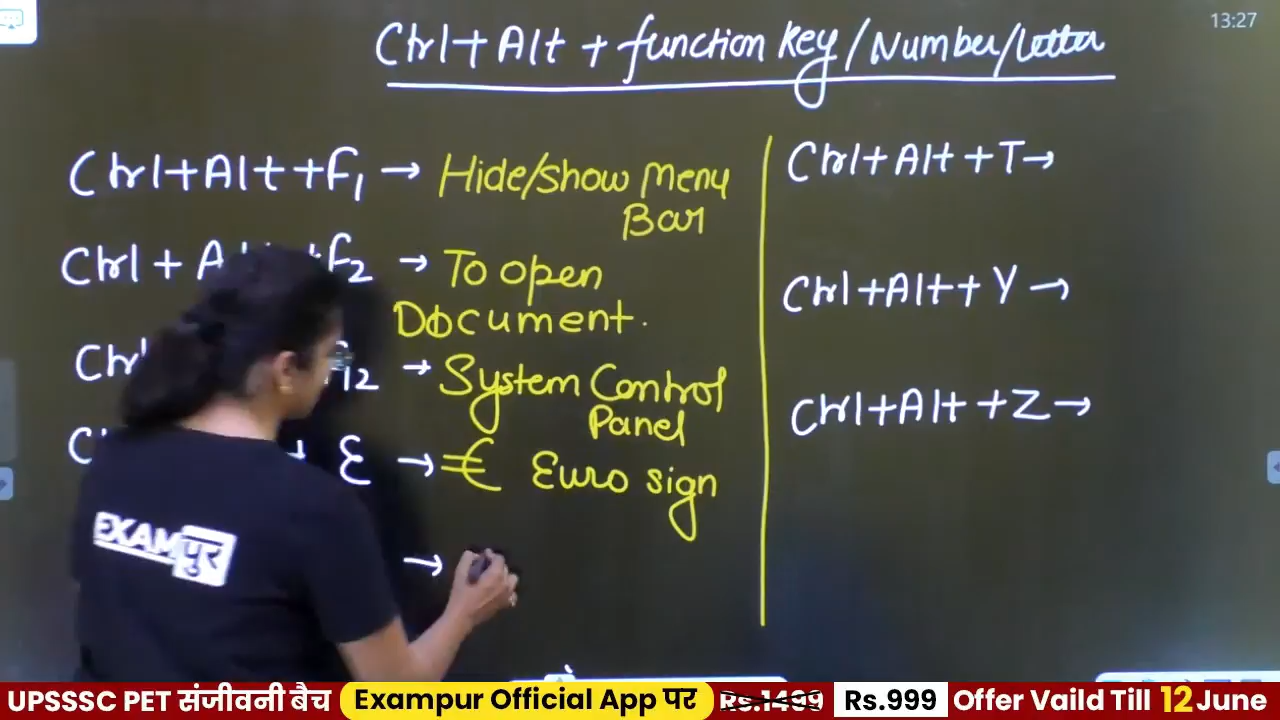 13:27
Ctrl+Alt + function key/Number/Letter
Ctrl+Alt+F1 → Hide/Show Menu
Bar
Ctrl + A +F2 → To open
Document.
Ctrl 12 → System Control
Panel
+ E → € Euro sign
→
Ctrl+Alt+T→
Ctrl+Alt+Y→
Ctrl+Alt+Z→
EXAMपुर
UPSSSC PET संजीवनी बैच Exampur Official App पर Rs.1499 Rs.999 Offer Vaild Till 12 June